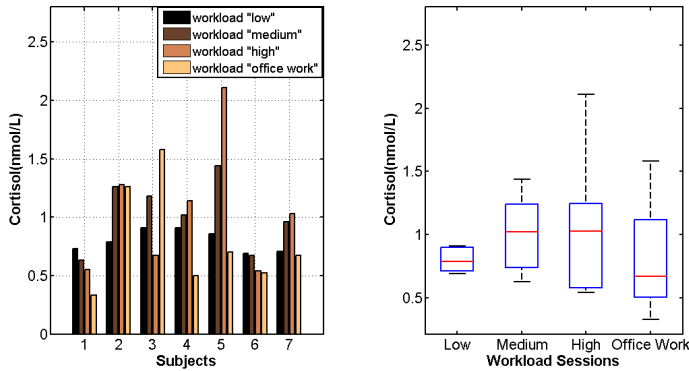 workload "low"
workload "medium"
workload "high"
workload "office work"
2.5
2
1.5
1
0.5
0
Cortisol(nmol/L)
1 2 3 4 5 6 7
Subjects
2.5
2
1.5
1
0.5
Cortisol(nmol/L)
Low Medium High Office Work
Workload Sessions